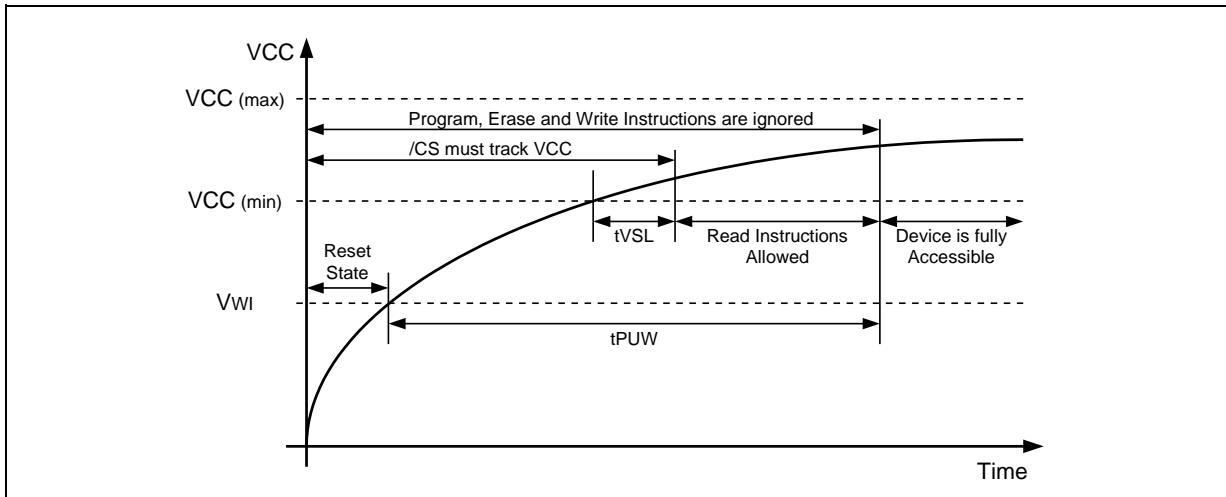 VCC
VCC (max)
Program, Erase and Write Instructions are ignored
/CS must track VCC
VCC (min)
tVSL
Read Instructions
Allowed
Device is fully
Accessible
Reset
State
VWI
tPUW
Time